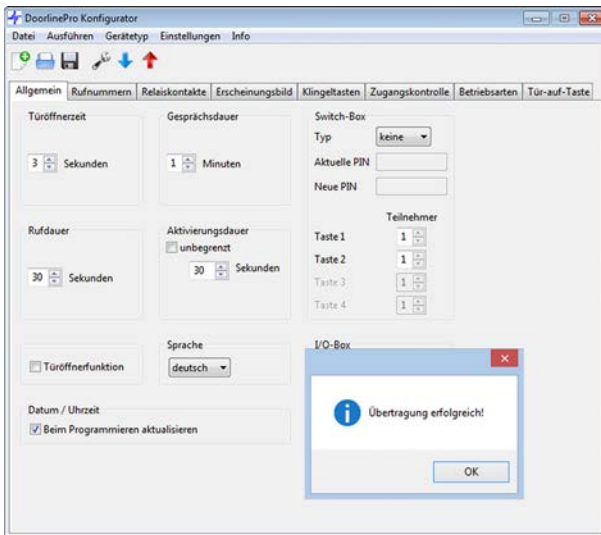 DoorlinePro Konfigurator
Datei Ausführen Gerätetyp Einstellungen Info
Allgemein Rufnummern Relaiskontakte Erscheinungsbild Klingeltasten Zugangskontrolle Betriebsarten Tür-auf-Taste
Türöffnerzeit
3 Sekunden
Gesprächsdauer
1 Minuten
Switch-Box
Typ keine
Aktuelle PIN
Neue PIN
Teilnehmer
Taste 1 1
Taste 2 1
Taste 3 1
Taste 4 1
Rufdauer
30 Sekunden
Aktivierungsdauer
unbegrenzt
30 Sekunden
Türöffnerfunktion
Sprache
deutsch
I/O-Box
Datum / Uhrzeit
Beim Programmieren aktualisieren
Übertragung erfolgreich!
OK